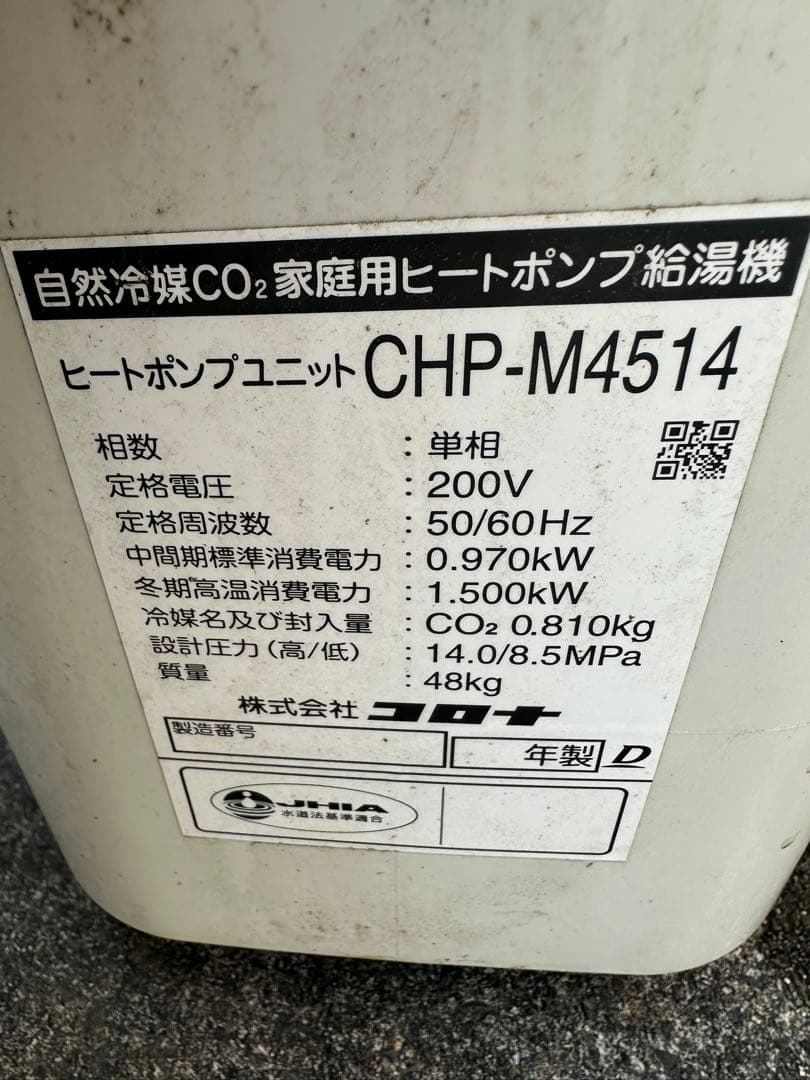 自然冷媒CO₂家庭用ヒートポンプ給湯機
ヒートポンプユニット CHP-M4514
相数 : 単相
定格電圧 : 200V
定格周波数 : 50/60Hz
中間期標準消費電力 : 0.970kW
冬期高温消費電力 : 1.500kW
冷媒名及び封入量 : CO₂ 0.810kg
設計圧力(高/低) : 14.0/8.5MPa
質量 : 48kg
株式会社 コロナ
製造番号
年製 D
JHIA
水道法基準適合